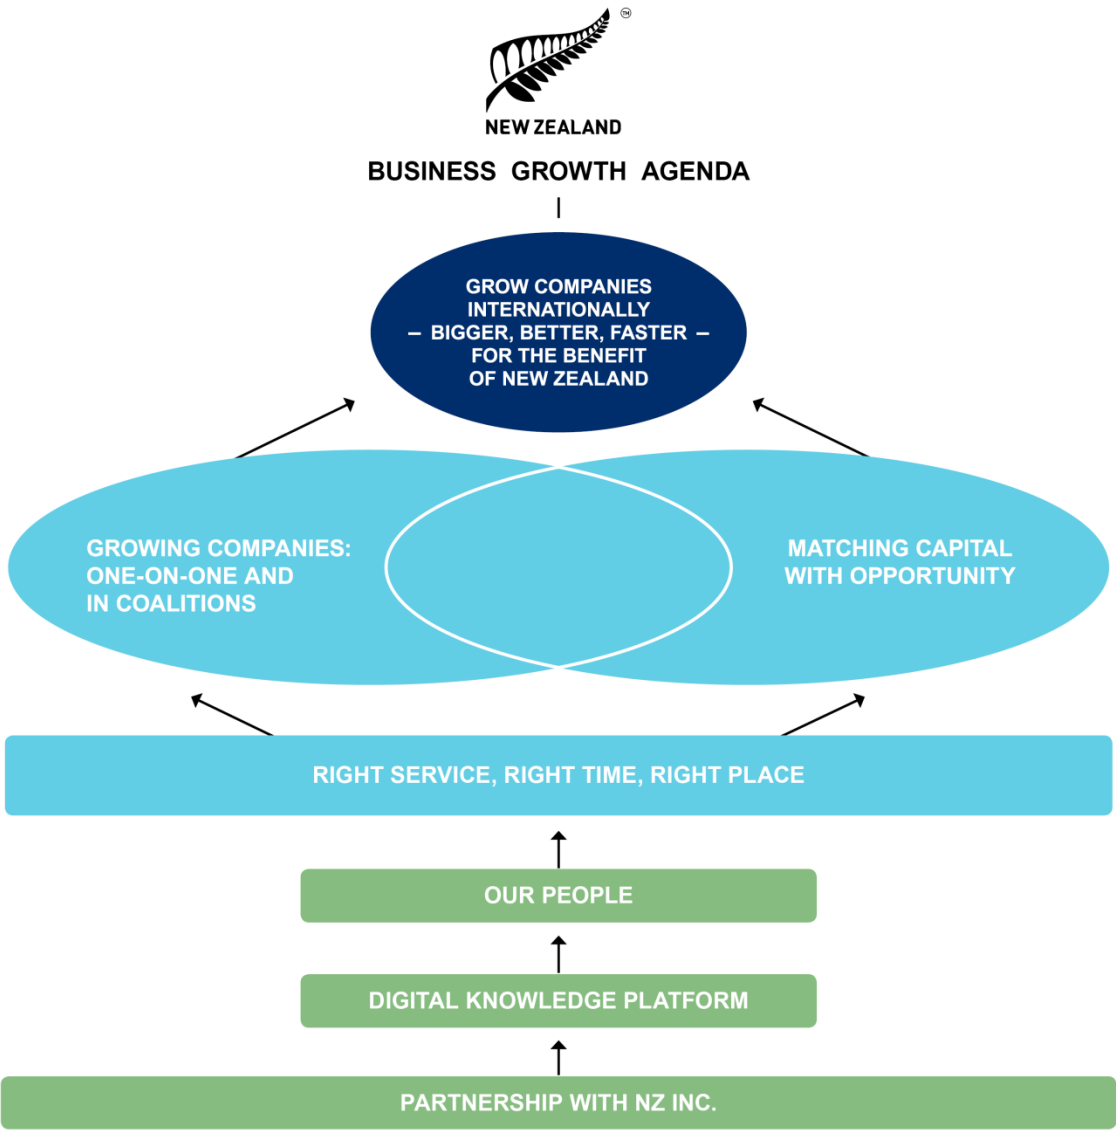 TM
NEW ZEALAND
BUSINESS GROWTH AGENDA
GROW COMPANIES
INTERNATIONALLY
– BIGGER, BETTER, FASTER –
FOR THE BENEFIT
OF NEW ZEALAND
GROWING COMPANIES:
ONE-ON-ONE AND
IN COALITIONS
MATCHING CAPITAL
WITH OPPORTUNITY
RIGHT SERVICE, RIGHT TIME, RIGHT PLACE
OUR PEOPLE
DIGITAL KNOWLEDGE PLATFORM
PARTNERSHIP WITH NZ INC.